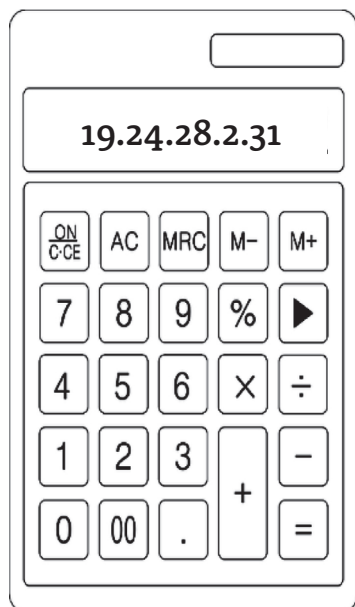 19.24.28.2.31
ON
C·CE AC MRC M− M+
7 8 9 % ▶
4 5 6 × ÷
1 2 3 −
+
0 00 . =